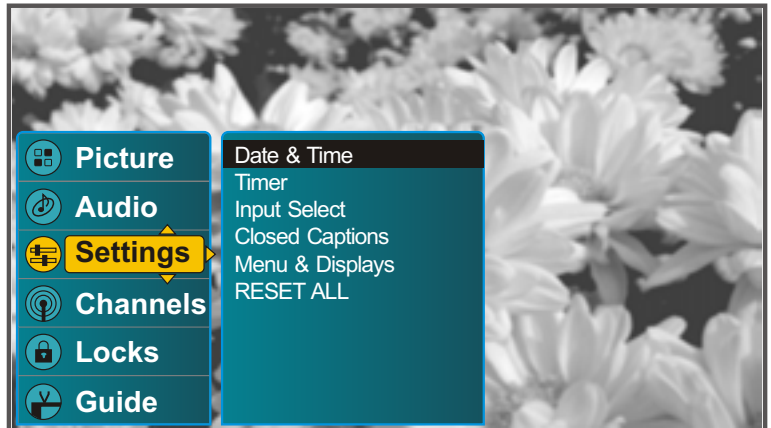 Picture
Audio
Settings
Channels
Locks
Guide
Date & Time
Timer
Input Select
Closed Captions
Menu & Displays
RESET ALL